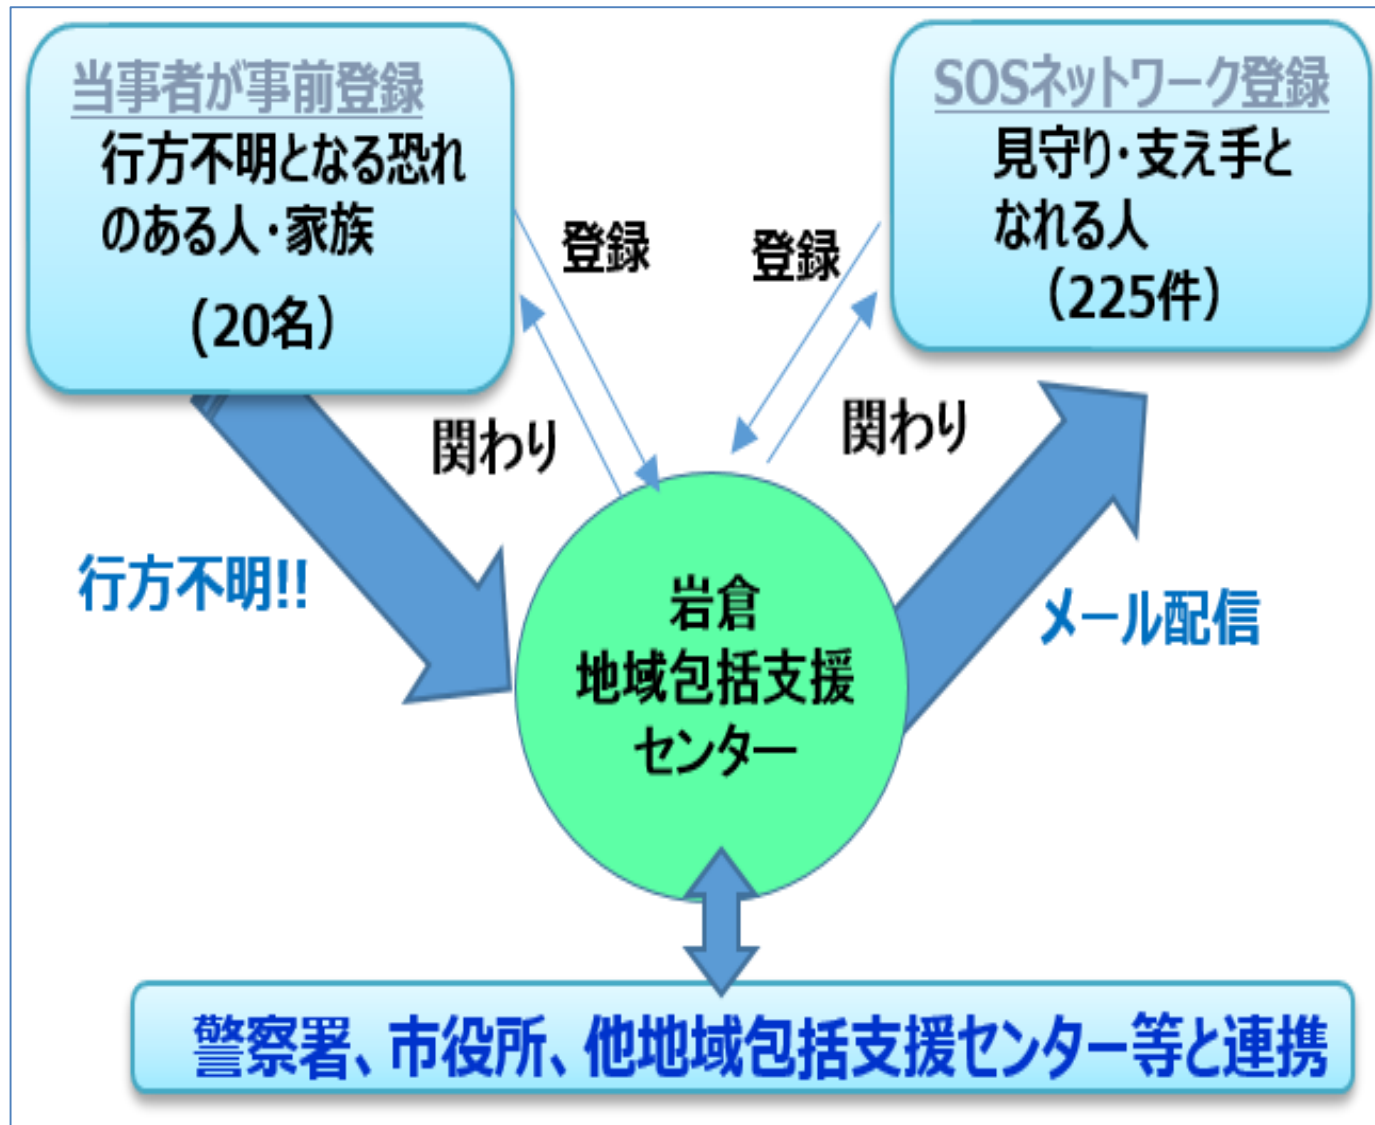 当事者が事前登録
行方不明となる恐れ
のある人・家族
(20名)
SOSネットワーク登録
見守り・支え手と
なれる人
(225件)
登録
登録
関わり
関わり
行方不明!!
メール配信
岩倉
地域包括支援
センター
警察署、市役所、他地域包括支援センター等と連携